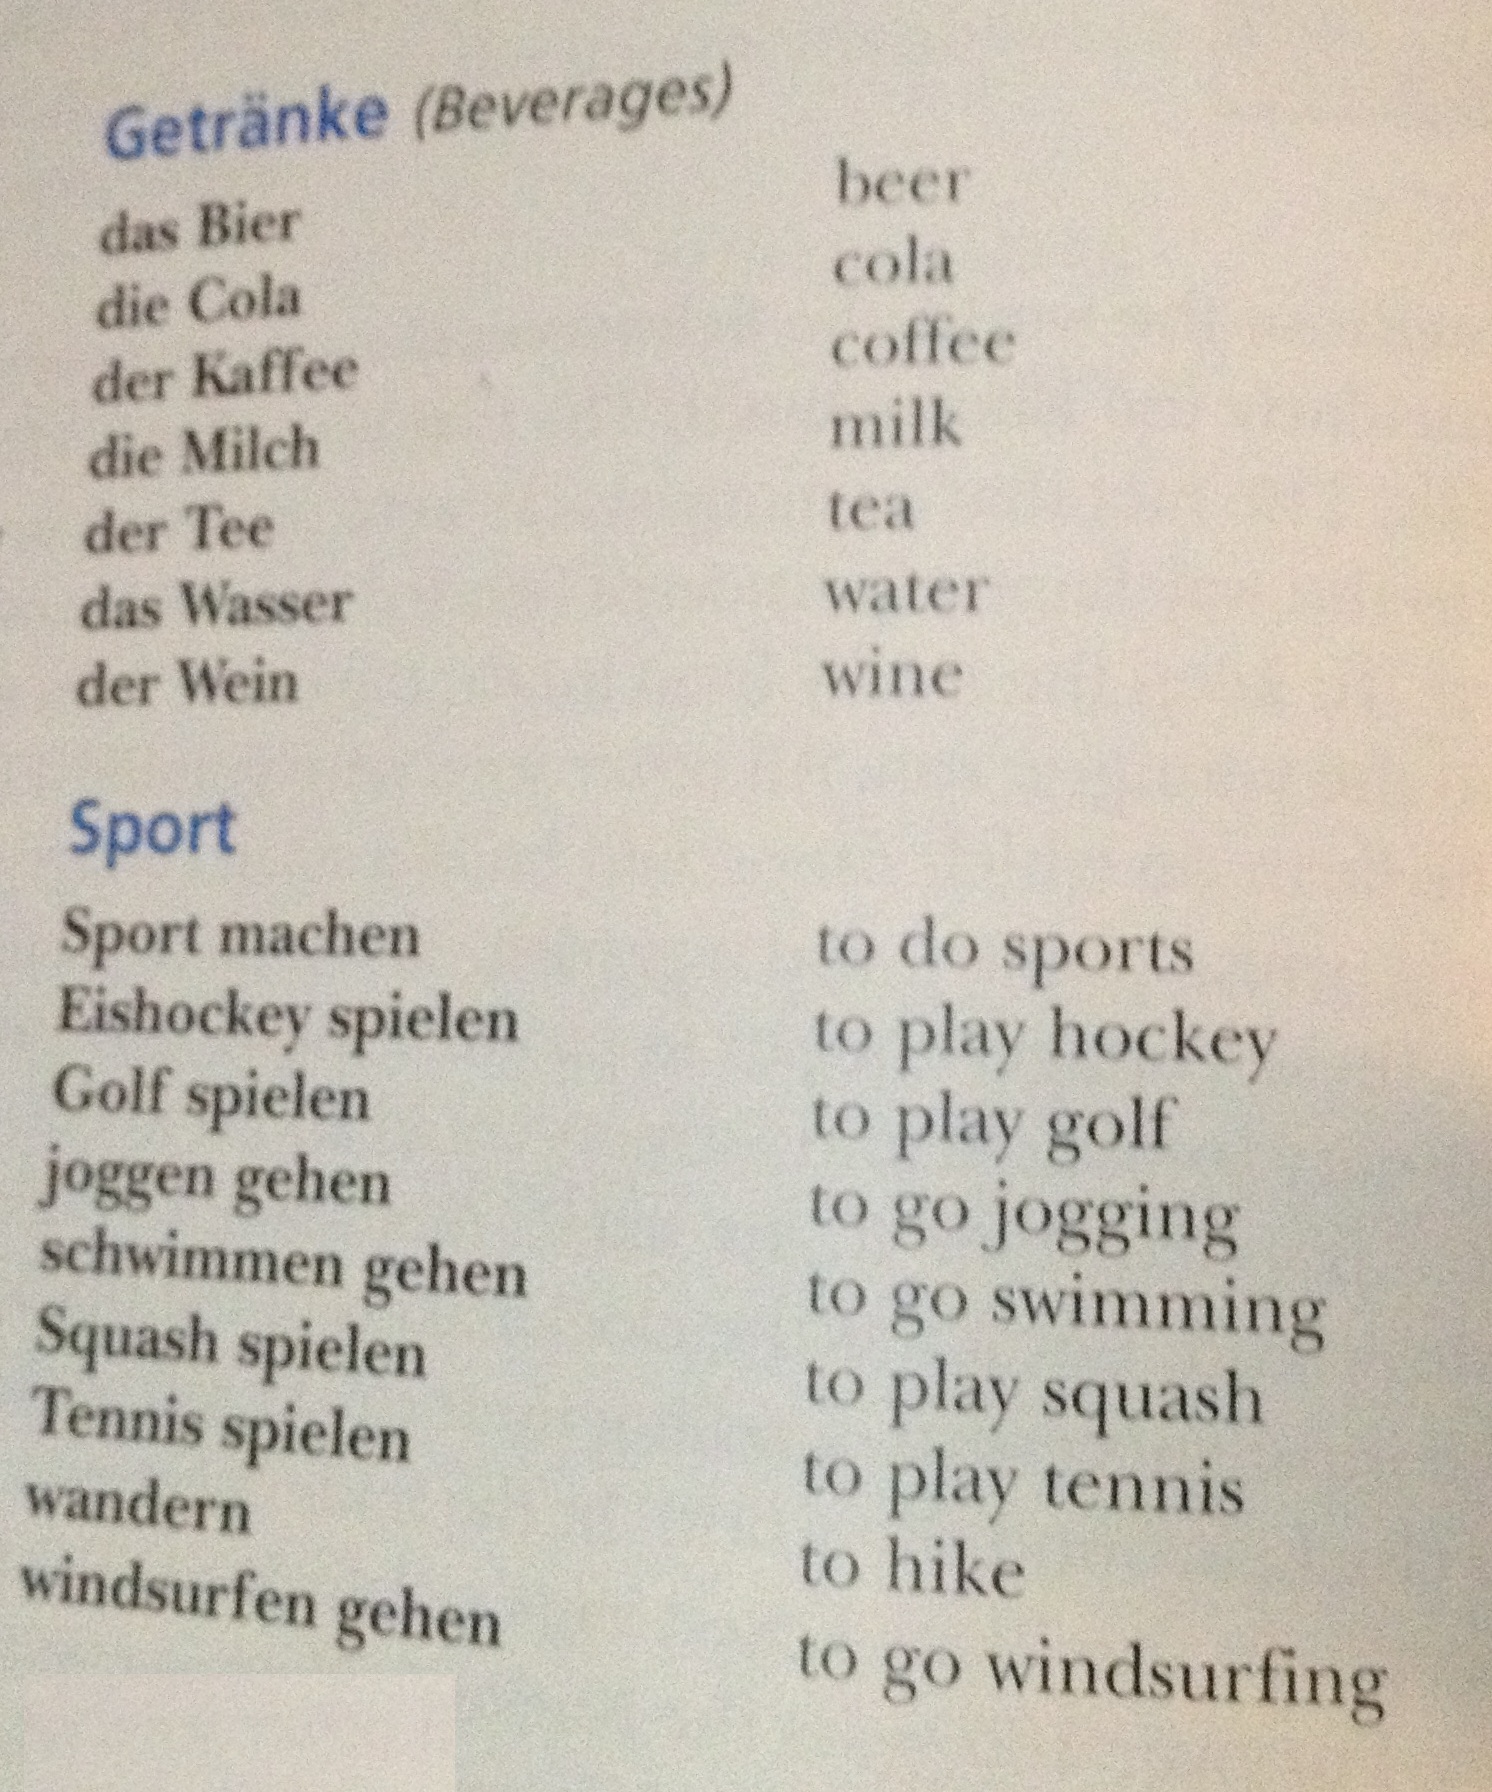 Getränke (Beverages)
das Bier beer
die Cola cola
der Kaffee coffee
die Milch milk
der Tee tea
das Wasser water
der Wein wine
Sport
Sport machen to do sports
Eishockey spielen to play hockey
Golf spielen to play golf
joggen gehen to go jogging
schwimmen gehen to go swimming
Squash spielen to play squash
Tennis spielen to play tennis
wandern to hike
windsurfen gehen to go windsurfing